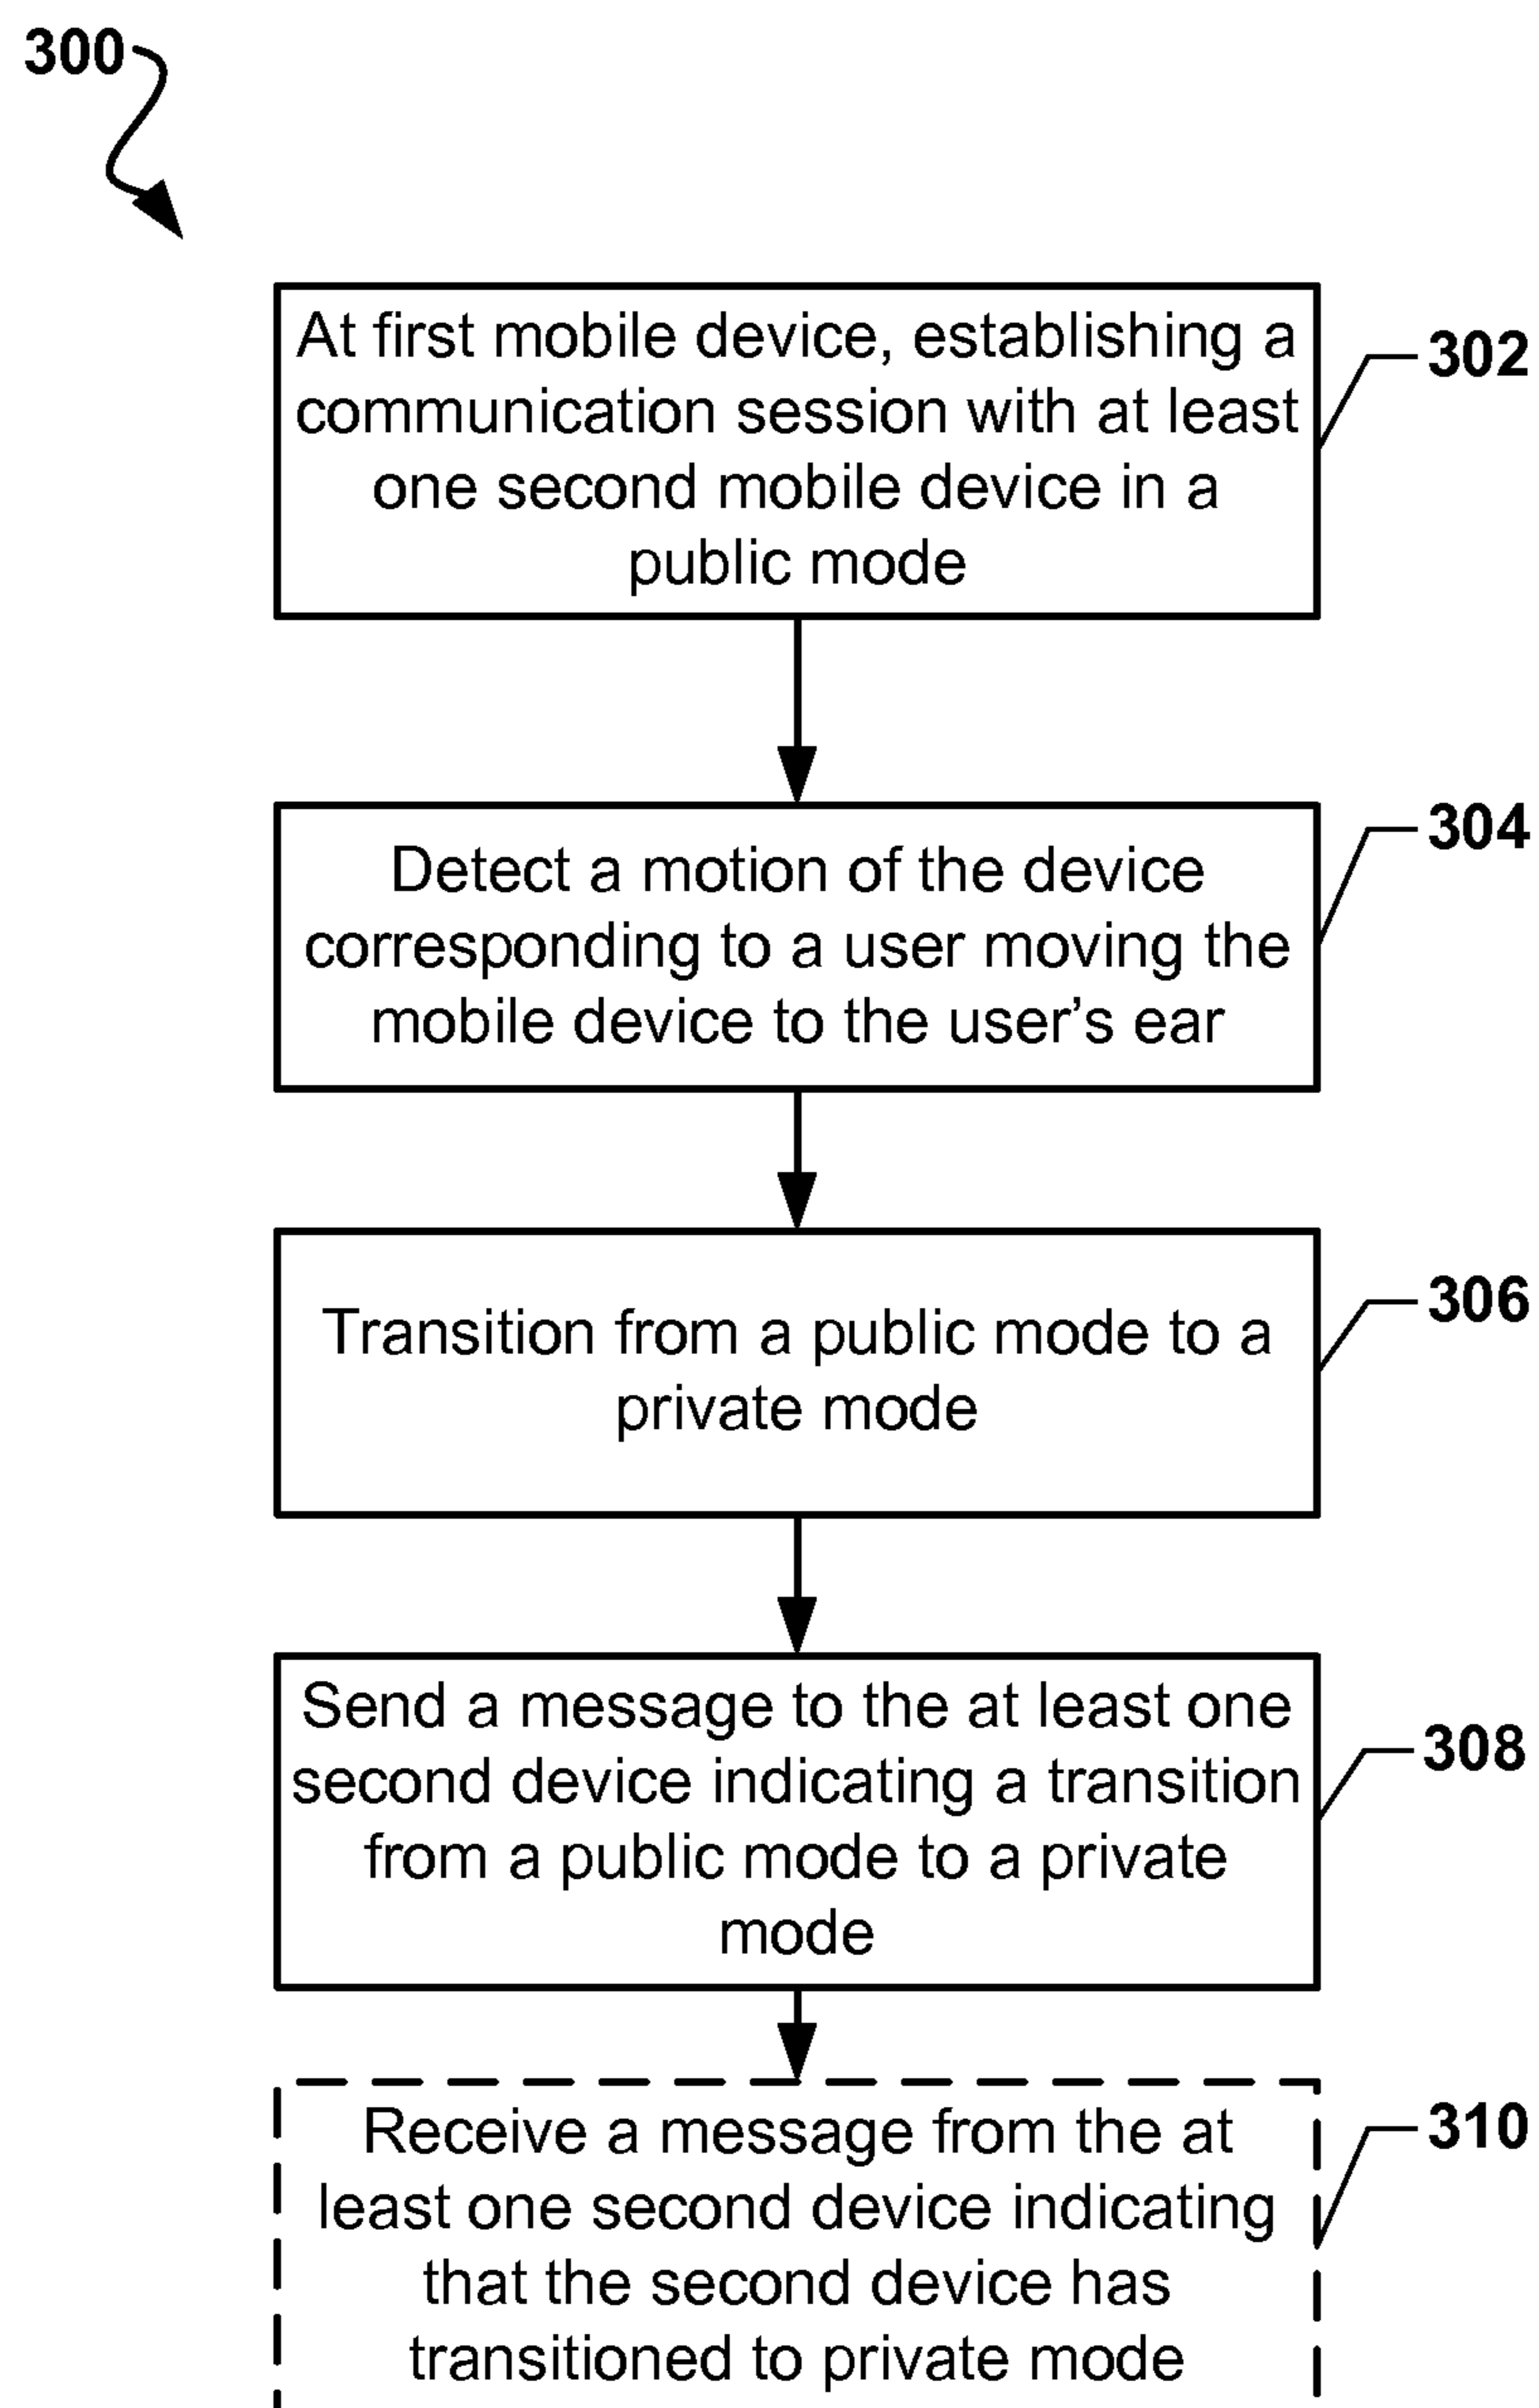 300
At first mobile device, establishing a
communication session with at least
one second mobile device in a
public mode
302
Detect a motion of the device
corresponding to a user moving the
mobile device to the user’s ear
304
Transition from a public mode to a
private mode
306
Send a message to the at least one
second device indicating a transition
from a public mode to a private
mode
308
Receive a message from the at
least one second device indicating
that the second device has
transitioned to private mode
310